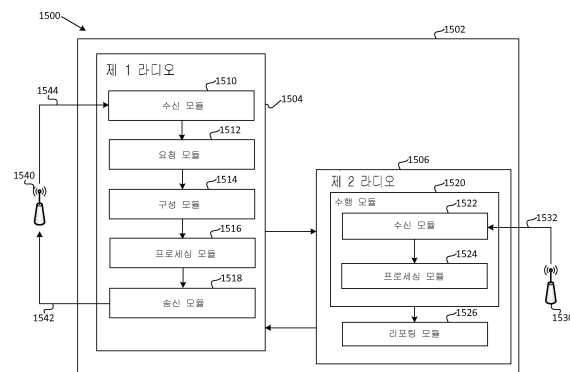 1500
1502
제 1 라디오
1510
수신 모듈
1504
1544
1512
요청 모듈
1506
제 2 라디오
1514
구성 모듈
1520
수행 모듈
1522
수신 모듈
1532
1540
1516
프로세싱 모듈
1524
프로세싱 모듈
1518
송신 모듈
1542
1526
리포팅 모듈
1530